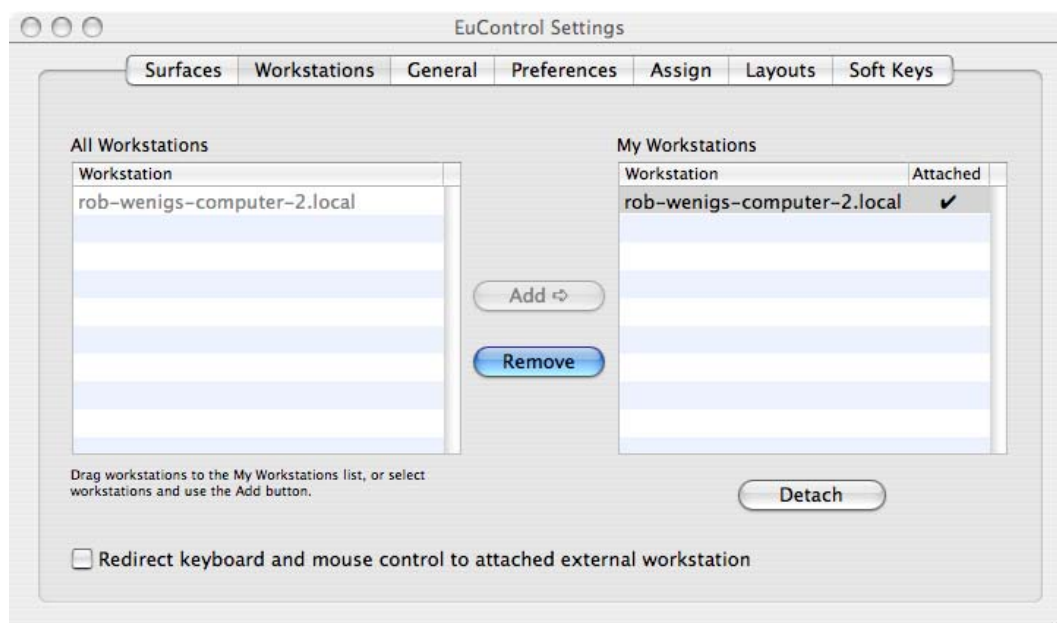 EuControl Settings
Surfaces Workstations General Preferences Assign Layouts Soft Keys
All Workstations
Workstation
rob-wenigs-computer-2.local
Add ⇨
Remove
My Workstations
Workstation Attached
rob-wenigs-computer-2.local ✔
Drag workstations to the My Workstations list, or select
workstations and use the Add button.
Detach
Redirect keyboard and mouse control to attached external workstation